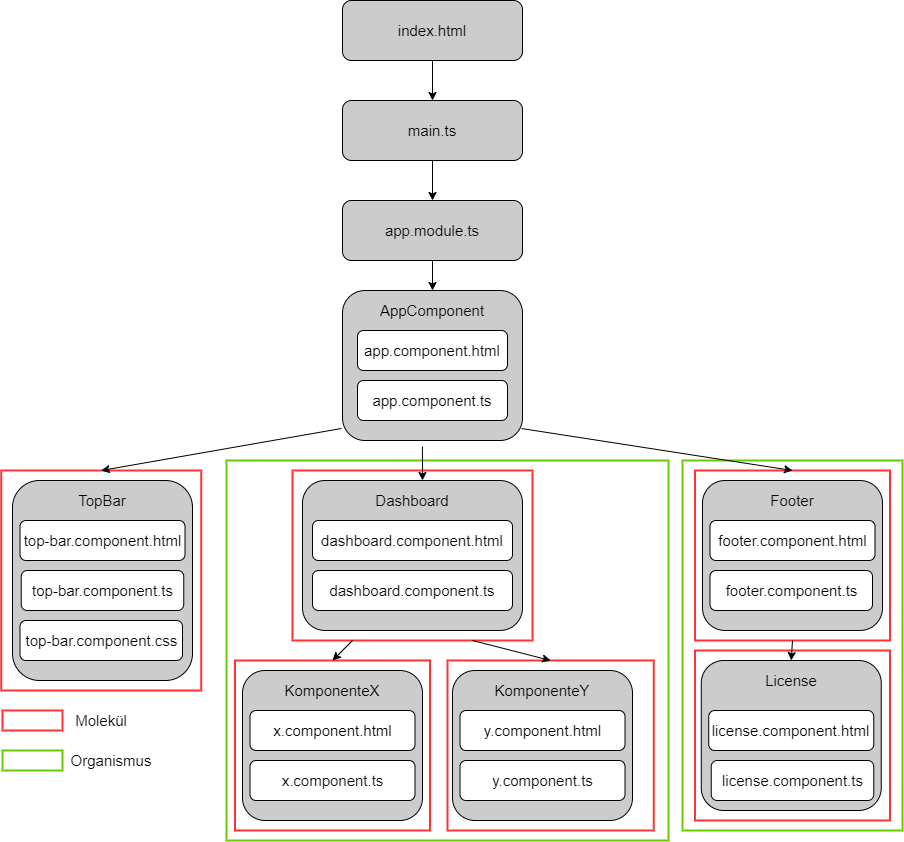 index.html
main.ts
app.module.ts
AppComponent
app.component.html
app.component.ts
TopBar
top-bar.component.html
top-bar.component.ts
top-bar.component.css
Dashboard
dashboard.component.html
dashboard.component.ts
Footer
footer.component.html
footer.component.ts
KomponenteX
x.component.html
x.component.ts
KomponenteY
y.component.html
y.component.ts
License
license.component.html
license.component.ts
Molekül
Organismus